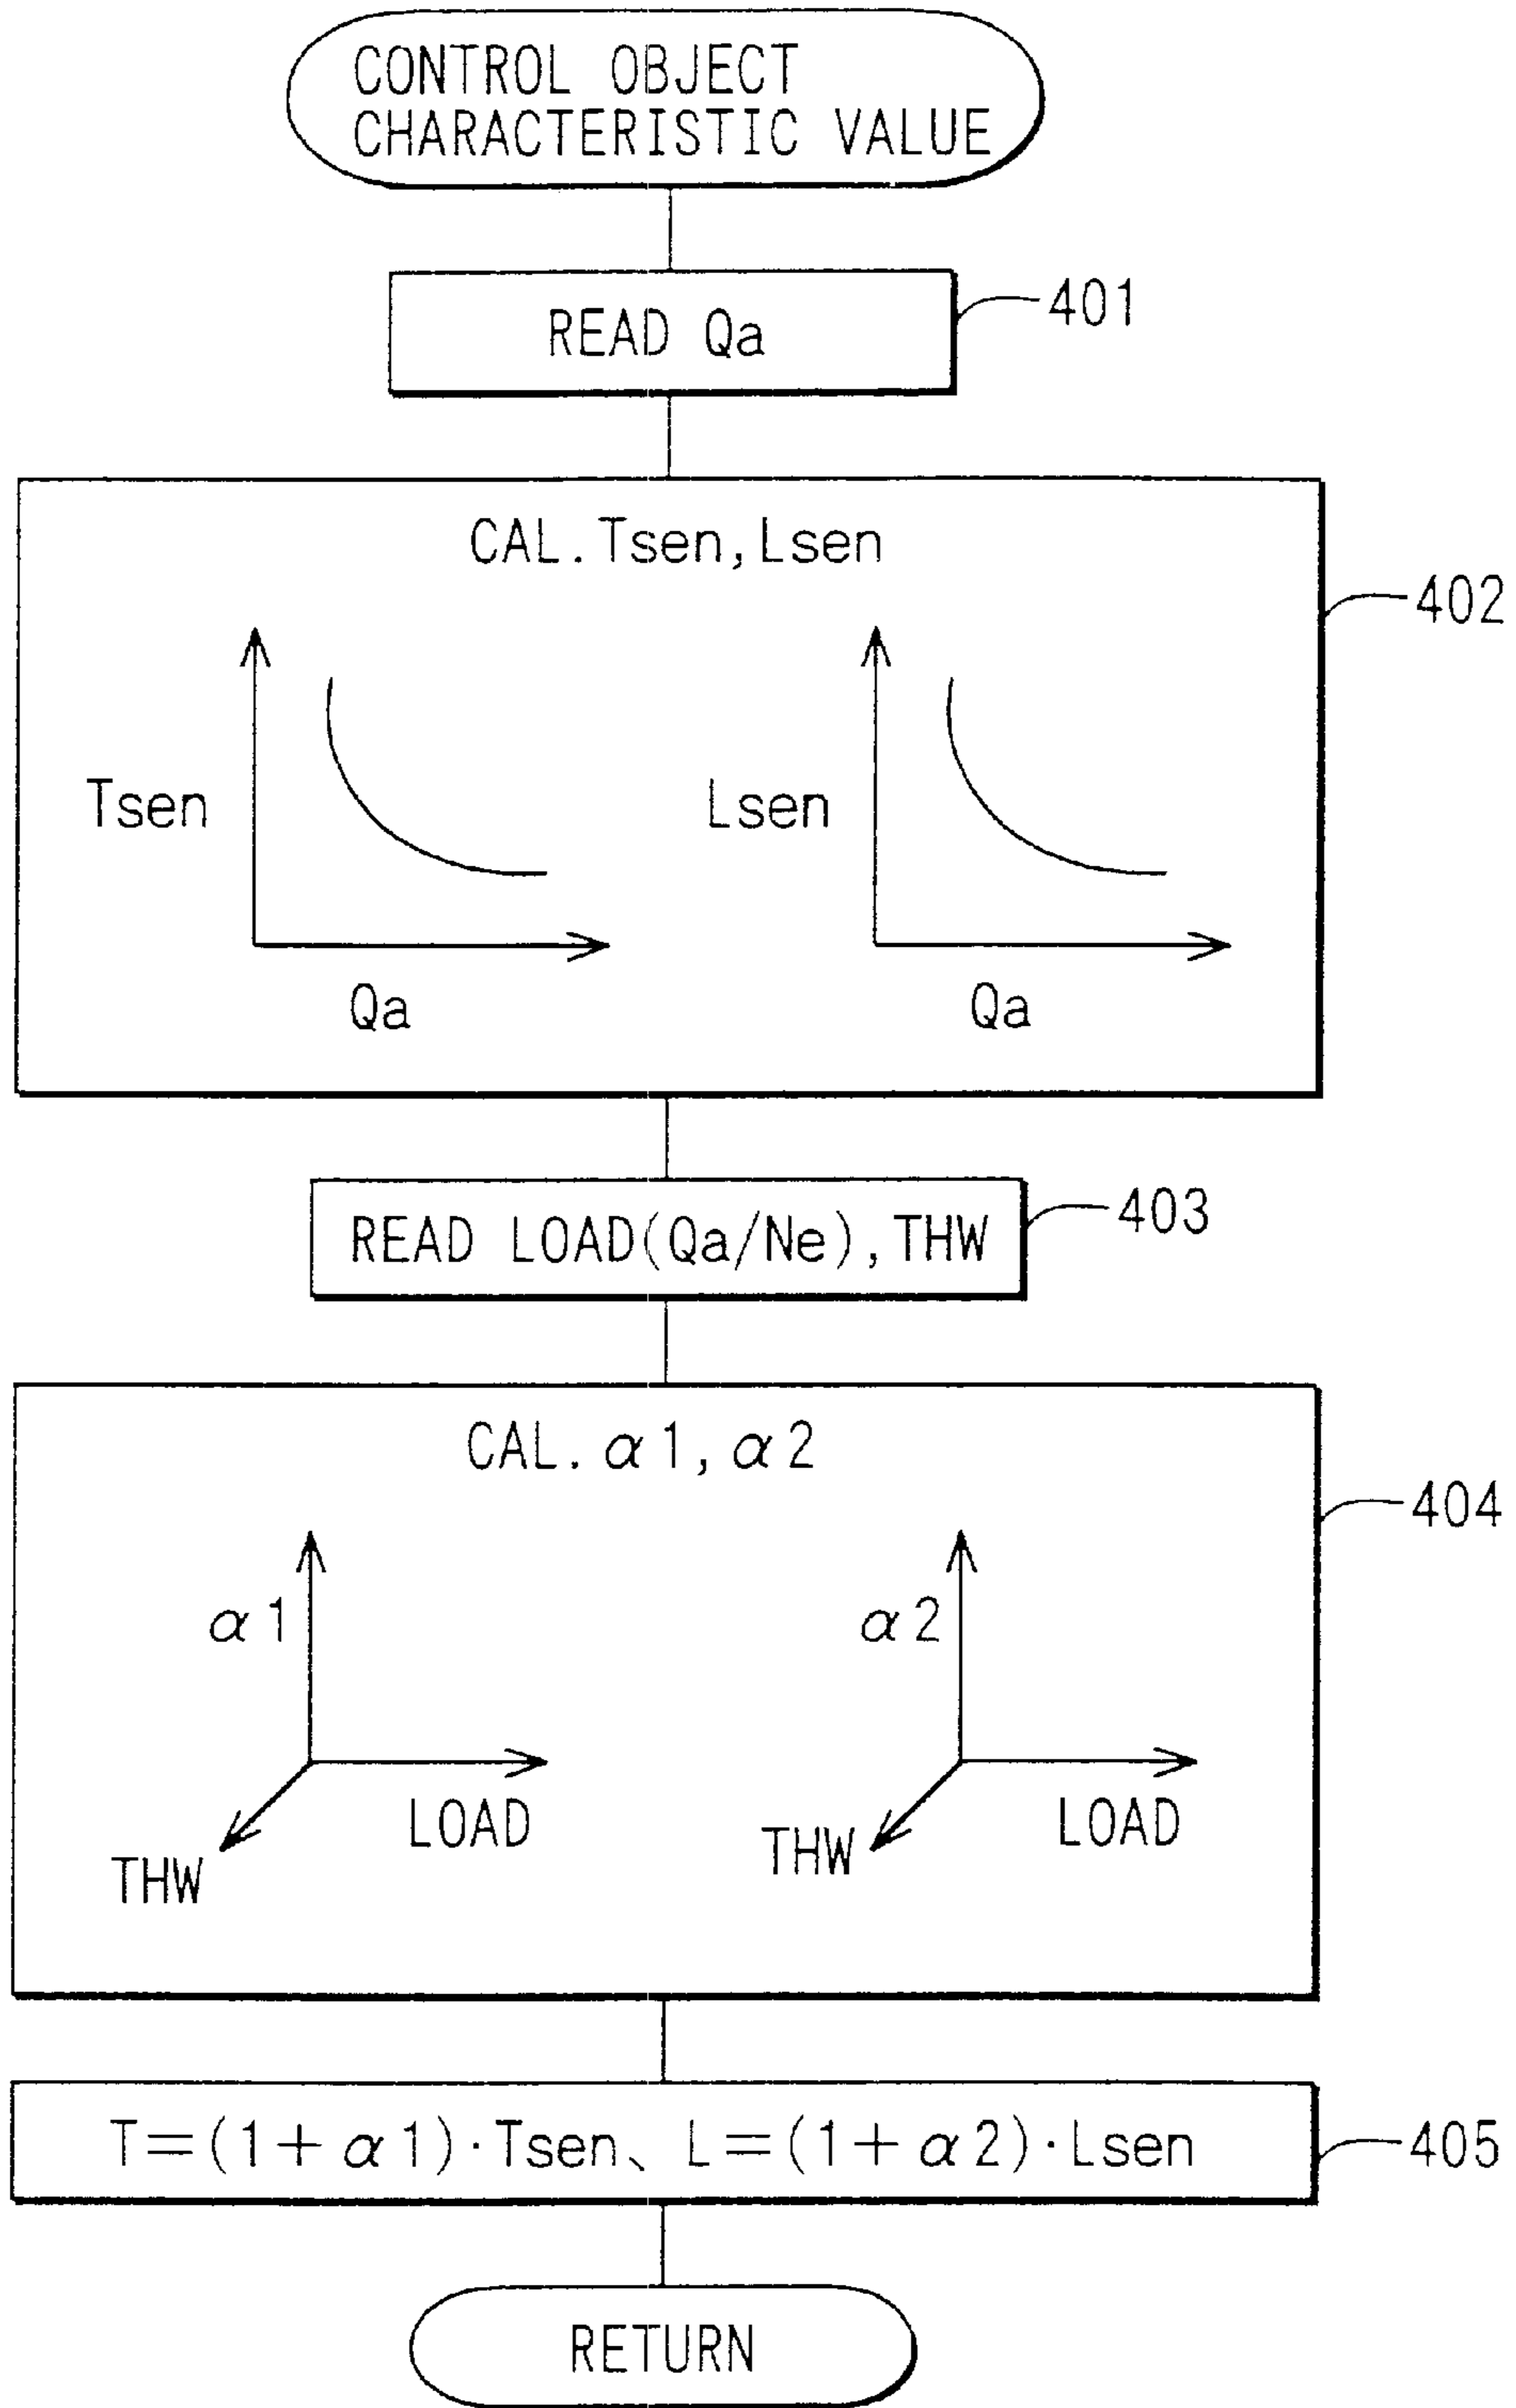 CONTROL OBJECT
CHARACTERISTIC VALUE
READ Qa
401
CAL.Tsen,Lsen
402
Tsen
Qa
Lsen
Qa
READ LOAD(Qa/Ne),THW
403
CAL.α1,α2
404
α1
LOAD
THW
α2
LOAD
THW
T=(1+α1)·Tsen、L=(1+α2)·Lsen
405
RETURN